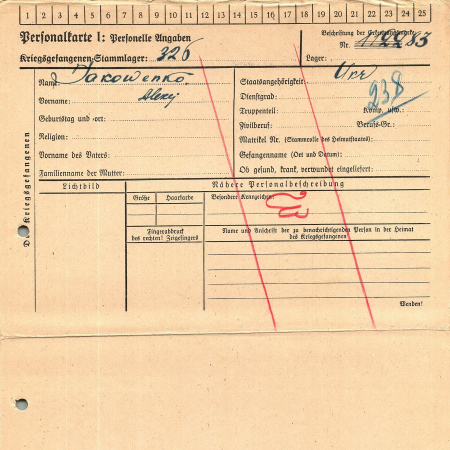 1 2 3 4 5 6 7 8 9 10 11 12 13 14 15 16 17 18 19 20 21 22 23 24 25
Personalkarte I: Personelle Angaben
Kriegsgefangenen-Stammlager: 326
Beschriftung der Erkennungsmarke
Nr.
Lager:
Des Kriegsgefangenen
Name: Jakowenko
Vorname: Alexej
Geburtstag und -ort:
Religion:
Vorname des Vaters:
Familienname der Mutter:
Staatsangehörigkeit:
Dienstgrad:
Truppenteil: Komp. usw.:
Zivilberuf: Berufs-Gr.:
Matrikel Nr. (Stammrolle des Heimatstaates):
Gefangenname (Ort und Datum):
Ob gesund, krank, verwundet eingeliefert:
238
Lichtbild
Nähere Personalbeschreibung
Größe Haarfarbe Besondere Kennzeichen:
Fingerabdruck
des rechten! Zeigefingers
Name und Anschrift der zu benachrichtigenden Person in der Heimat
des Kriegsgefangenen
Wenden!